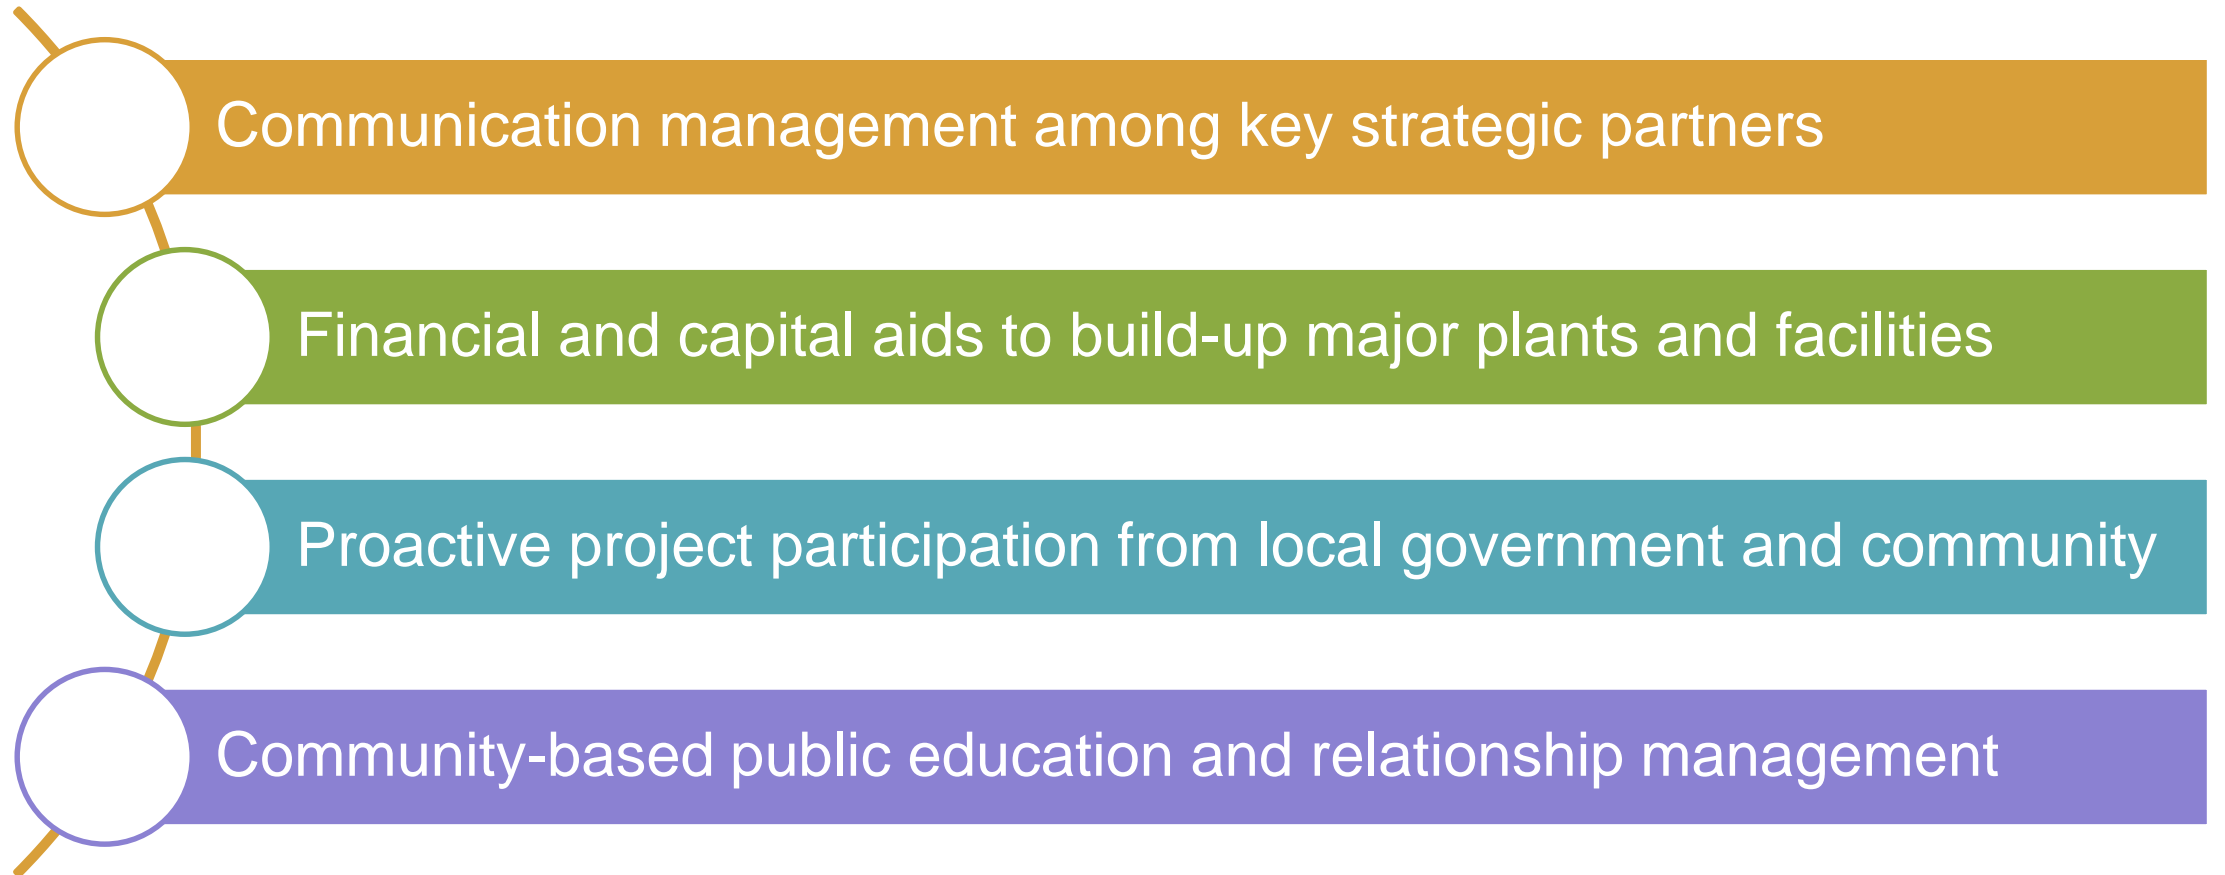 Communication management among key strategic partners
Financial and capital aids to build-up major plants and facilities
Proactive project participation from local government and community
Community-based public education and relationship management